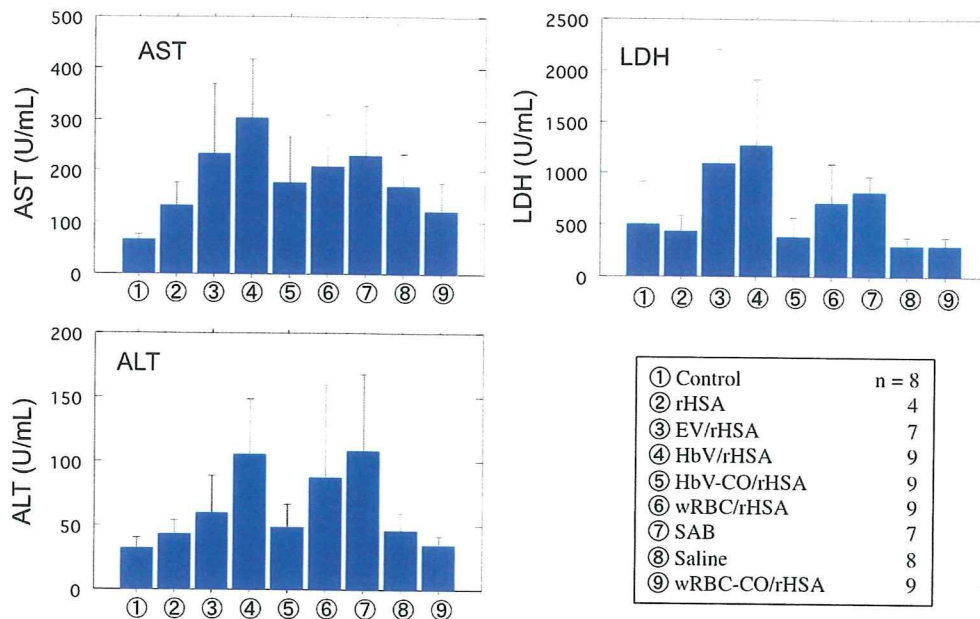 500
AST
400
300
200
100
0
AST (U/mL)
① ② ③ ④ ⑤ ⑥ ⑦ ⑧ ⑨
2500
LDH
2000
1500
1000
500
0
LDH (U/mL)
① ② ③ ④ ⑤ ⑥ ⑦ ⑧ ⑨
200
ALT
150
100
50
0
ALT (U/mL)
① ② ③ ④ ⑤ ⑥ ⑦ ⑧ ⑨
① Control n = 8
② rHSA 4
③ EV/rHSA 7
④ HbV/rHSA 9
⑤ HbV-CO/rHSA 9
⑥ wRBC/rHSA 9
⑦ SAB 7
⑧ Saline 8
⑨ wRBC-CO/rHSA 9